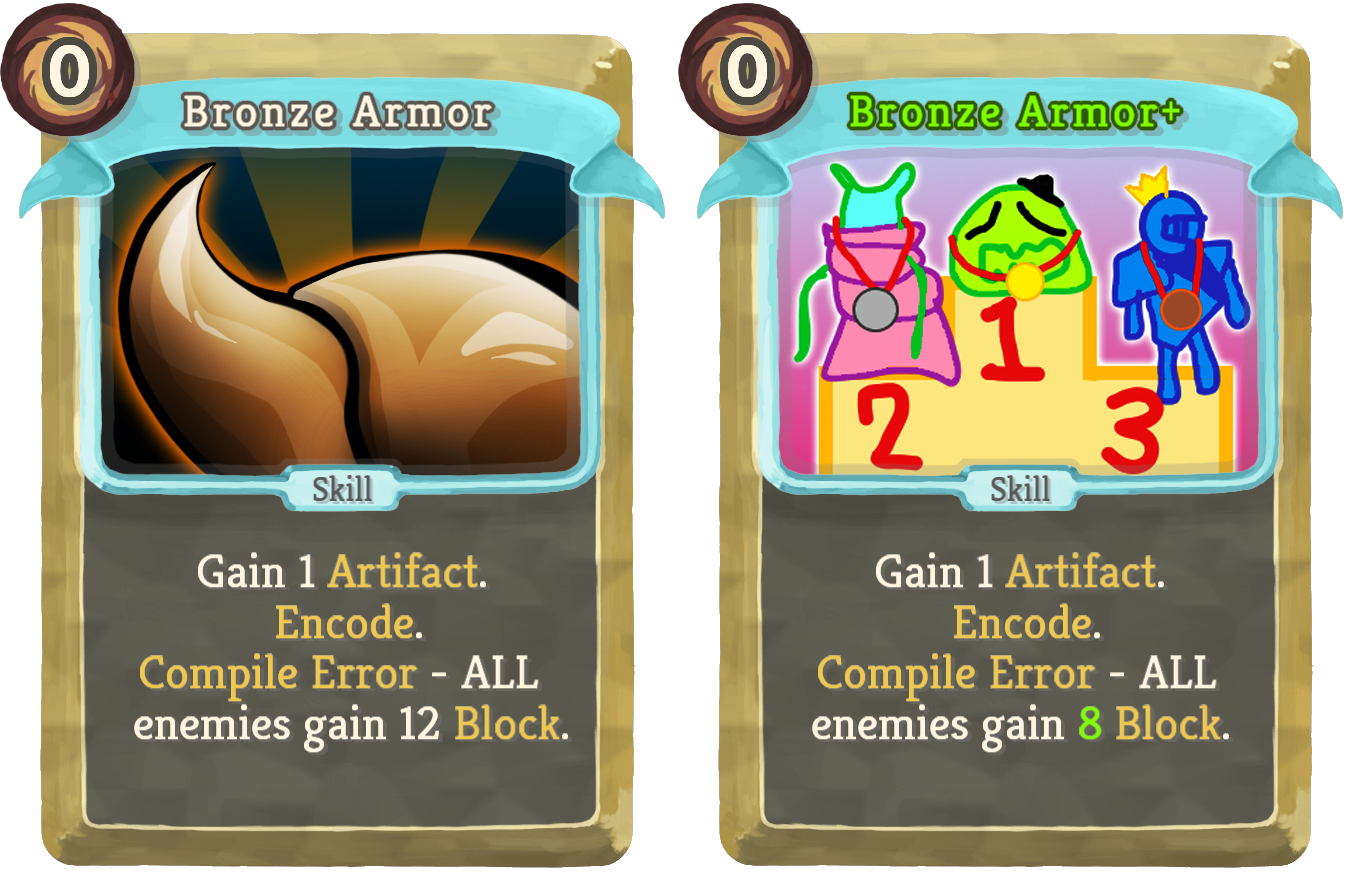 0
Bronze Armor
Skill
Gain 1 Artifact.
Encode.
Compile Error - ALL
enemies gain 12 Block.
0
Bronze Armor+
1
2
3
Skill
Gain 1 Artifact.
Encode.
Compile Error - ALL
enemies gain 8 Block.